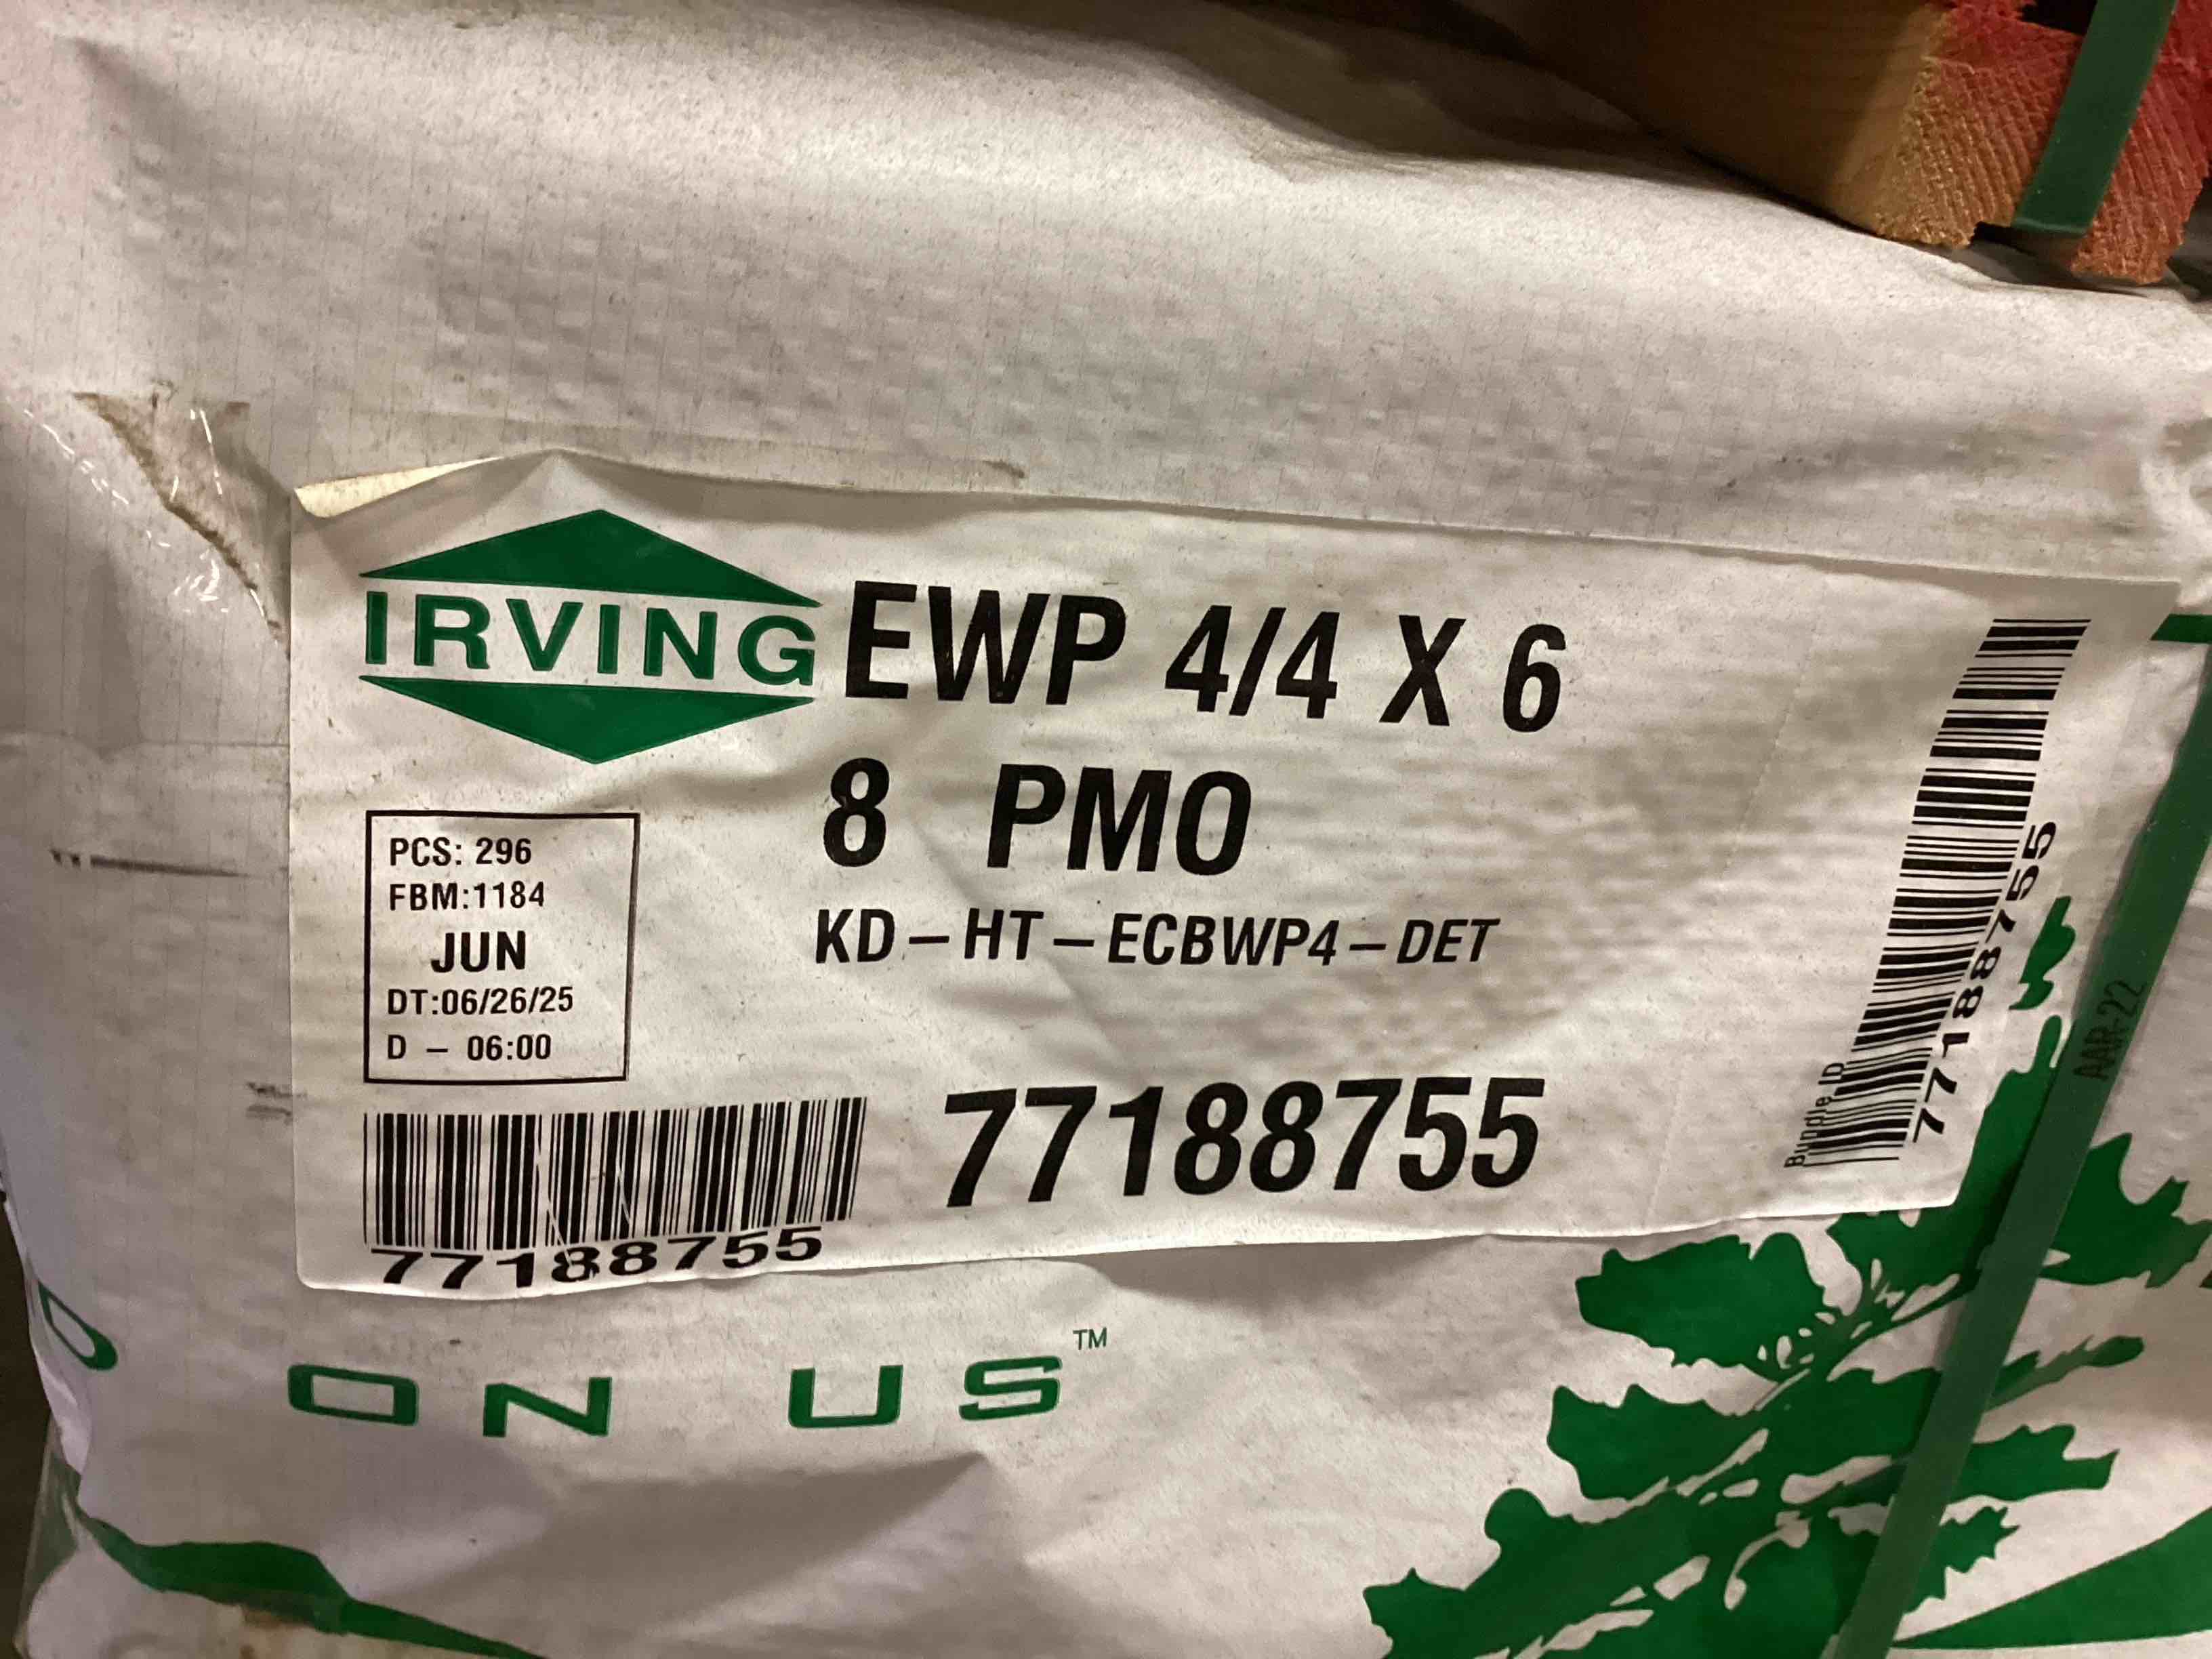 IRVING
EWP 4/4 X 6
8 PMO
KD – HT – ECBWP4 – DET
PCS: 296
FBM:1184
JUN
DT:06/26/25
D – 06:00
77188755
77188755
Bundle ID
77188755
AAR-22
D ON US™